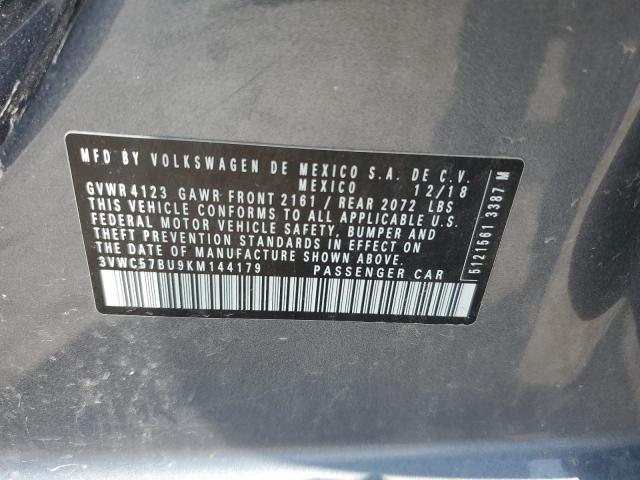 MFD BY VOLKSWAGEN DE MEXICO S.A. DE C.V.
MEXICO 12/18
GVWR 4123 GAWR FRONT 2161 / REAR 2072 LBS
THIS VEHICLE CONFORMS TO ALL APPLICABLE U.S.
FEDERAL MOTOR VEHICLE SAFETY, BUMPER AND
THEFT PREVENTION STANDARDS IN EFFECT ON
THE DATE OF MANUFACTURE SHOWN ABOVE.
3VWC57BU9KM144179 PASSENGER CAR
5121561 3387 M